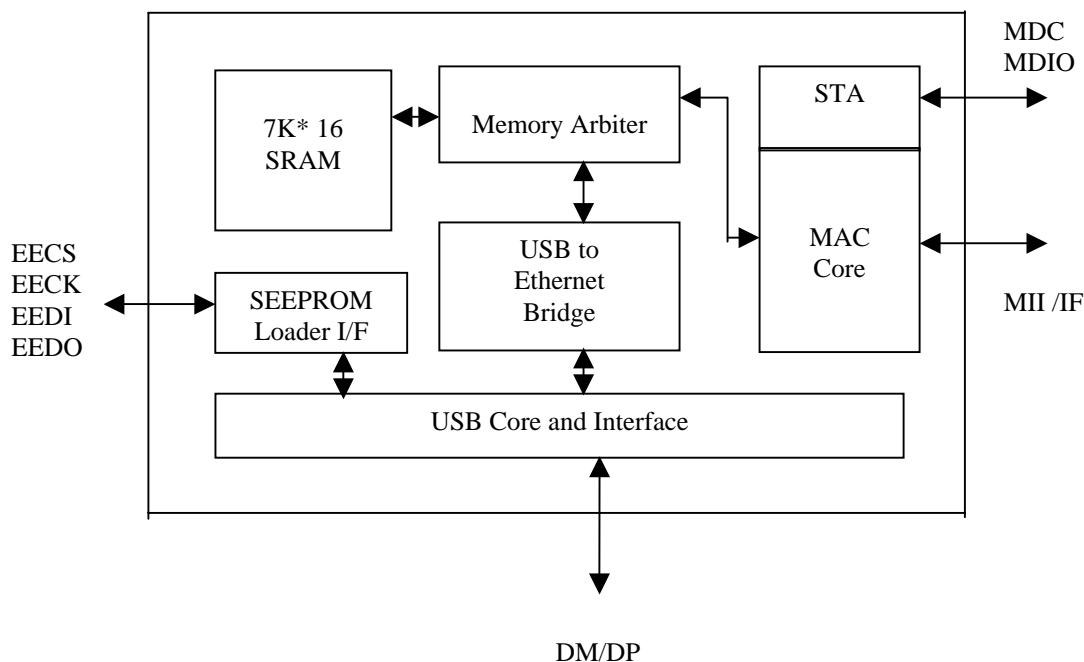 MDC
MDIO
STA
7K* 16
SRAM
Memory Arbiter
MAC
Core
USB to
Ethernet
Bridge
EECS
EECK
EEDI
EEDO
SEEPROM
Loader I/F
MII /IF
USB Core and Interface
DM/DP